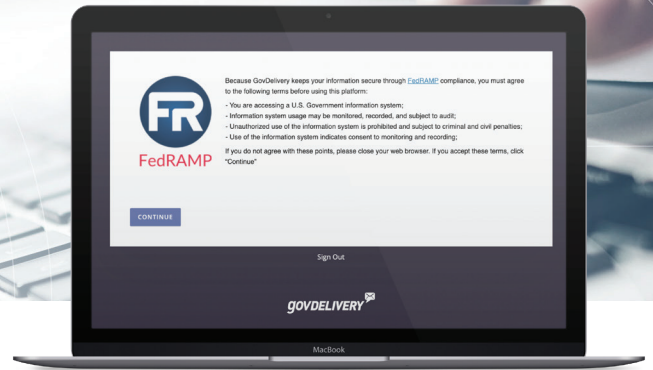 Because GovDelivery keeps your information secure through FedRAMP compliance, you must agree
to the following terms before using this platform:
- You are accessing a U.S. Government information system;
- Information system usage may be monitored, recorded, and subject to audit;
- Unauthorized use of the information system is prohibited and subject to criminal and civil penalties;
- Use of the information system indicates consent to monitoring and recording;
If you do not agree with these points, please close your web browser. If you accept these terms, click
"Continue"
FR
FedRAMP
CONTINUE
Sign Out
GOVDELIVERY
MacBook